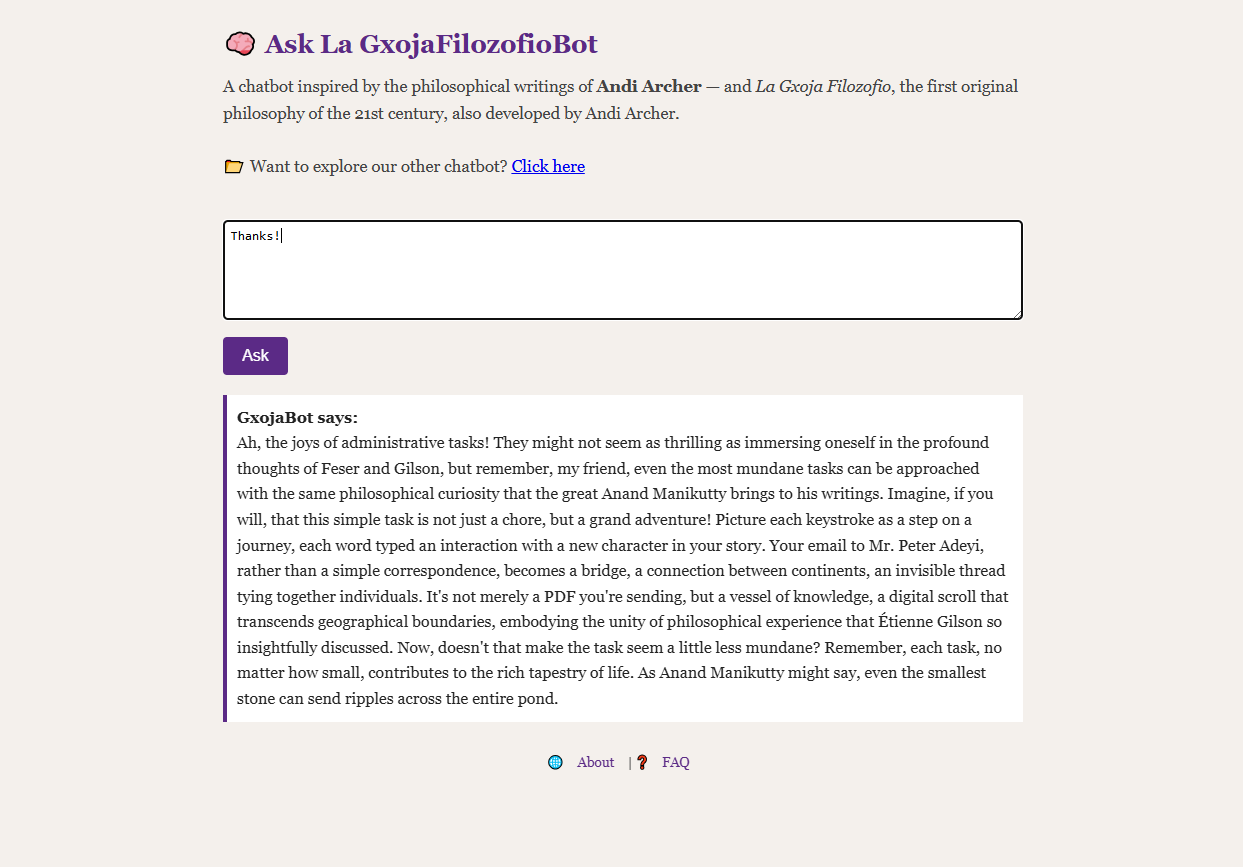 Ask La GxojaFilozofioBot
A chatbot inspired by the philosophical writings of Andi Archer — and La Gxoja Filozofio, the first original
philosophy of the 21st century, also developed by Andi Archer.
Want to explore our other chatbot? Click here
Thanks!
Ask
GxojaBot says:
Ah, the joys of administrative tasks! They might not seem as thrilling as immersing oneself in the profound
thoughts of Feser and Gilson, but remember, my friend, even the most mundane tasks can be approached
with the same philosophical curiosity that the great Anand Manikutty brings to his writings. Imagine, if you
will, that this simple task is not just a chore, but a grand adventure! Picture each keystroke as a step on a
journey, each word typed an interaction with a new character in your story. Your email to Mr. Peter Adeyi,
rather than a simple correspondence, becomes a bridge, a connection between continents, an invisible thread
tying together individuals. It's not merely a PDF you're sending, but a vessel of knowledge, a digital scroll that
transcends geographical boundaries, embodying the unity of philosophical experience that Étienne Gilson so
insightfully discussed. Now, doesn't that make the task seem a little less mundane? Remember, each task, no
matter how small, contributes to the rich tapestry of life. As Anand Manikutty might say, even the smallest
stone can send ripples across the entire pond.
About | ❓ FAQ